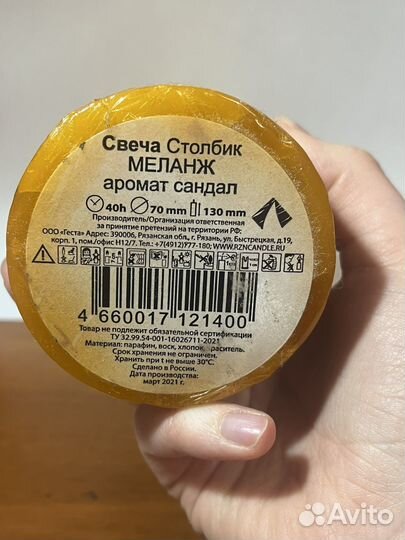 Свеча Столбик
МЕЛАНЖ
аромат сандал
40h 70 mm 130 mm
Производитель/Организация ответственная
за принятие претензий на территории РФ:
ООО «Геста» Адрес: 390006, Рязанская обл., г. Рязань, ул. Быстрецкая, д.19,
корп. 1, пом./офис Н12/7. Тел.: +7(4912)777-180; WWW.RZNCANDLE.RU
4 660017 121400
Товар не подлежит обязательной сертификации
ТУ 32.99.54-001-16026711-2021
Материал: парафин, воск, хлопок, краситель.
Срок хранения не ограничен.
Хранить при t не выше 30°C.
Сделано в России.
Дата производства:
март 2021 г.
Avito